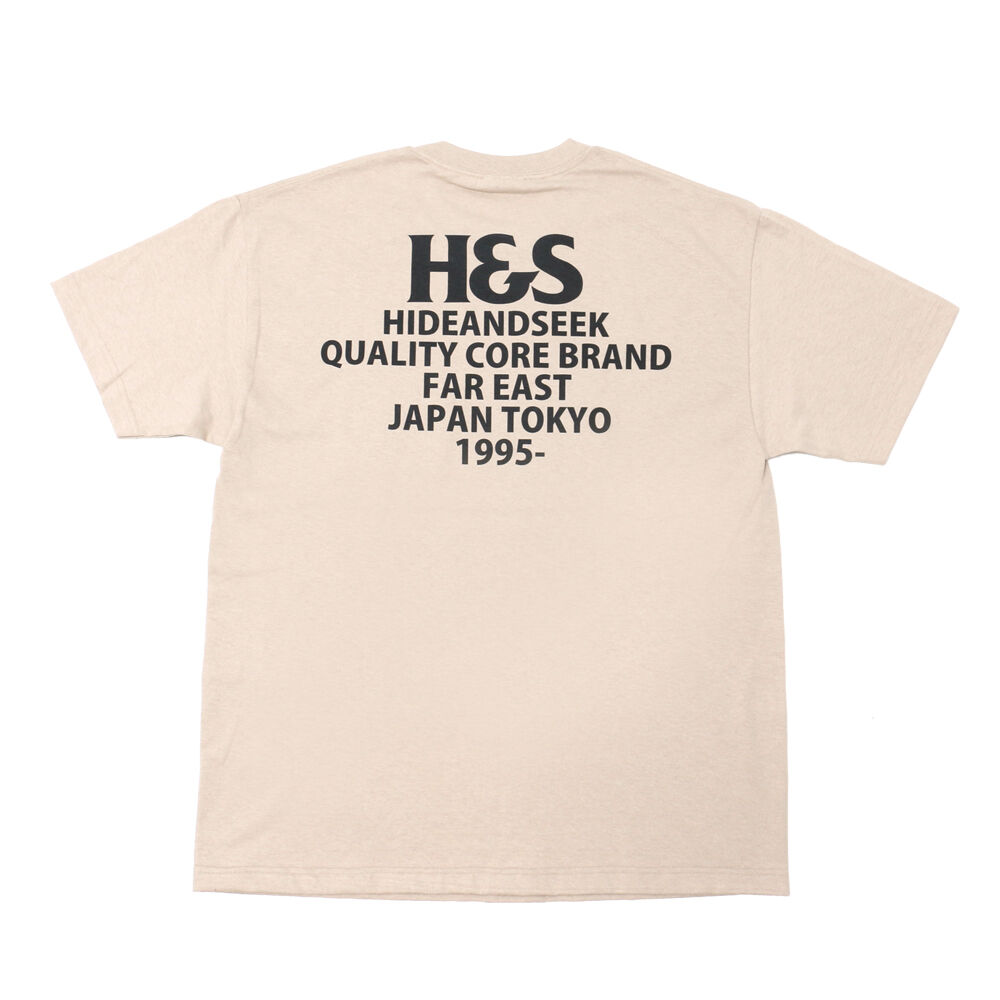 H&S
HIDEANDSEEK
QUALITY CORE BRAND
FAR EAST
JAPAN TOKYO
1995-